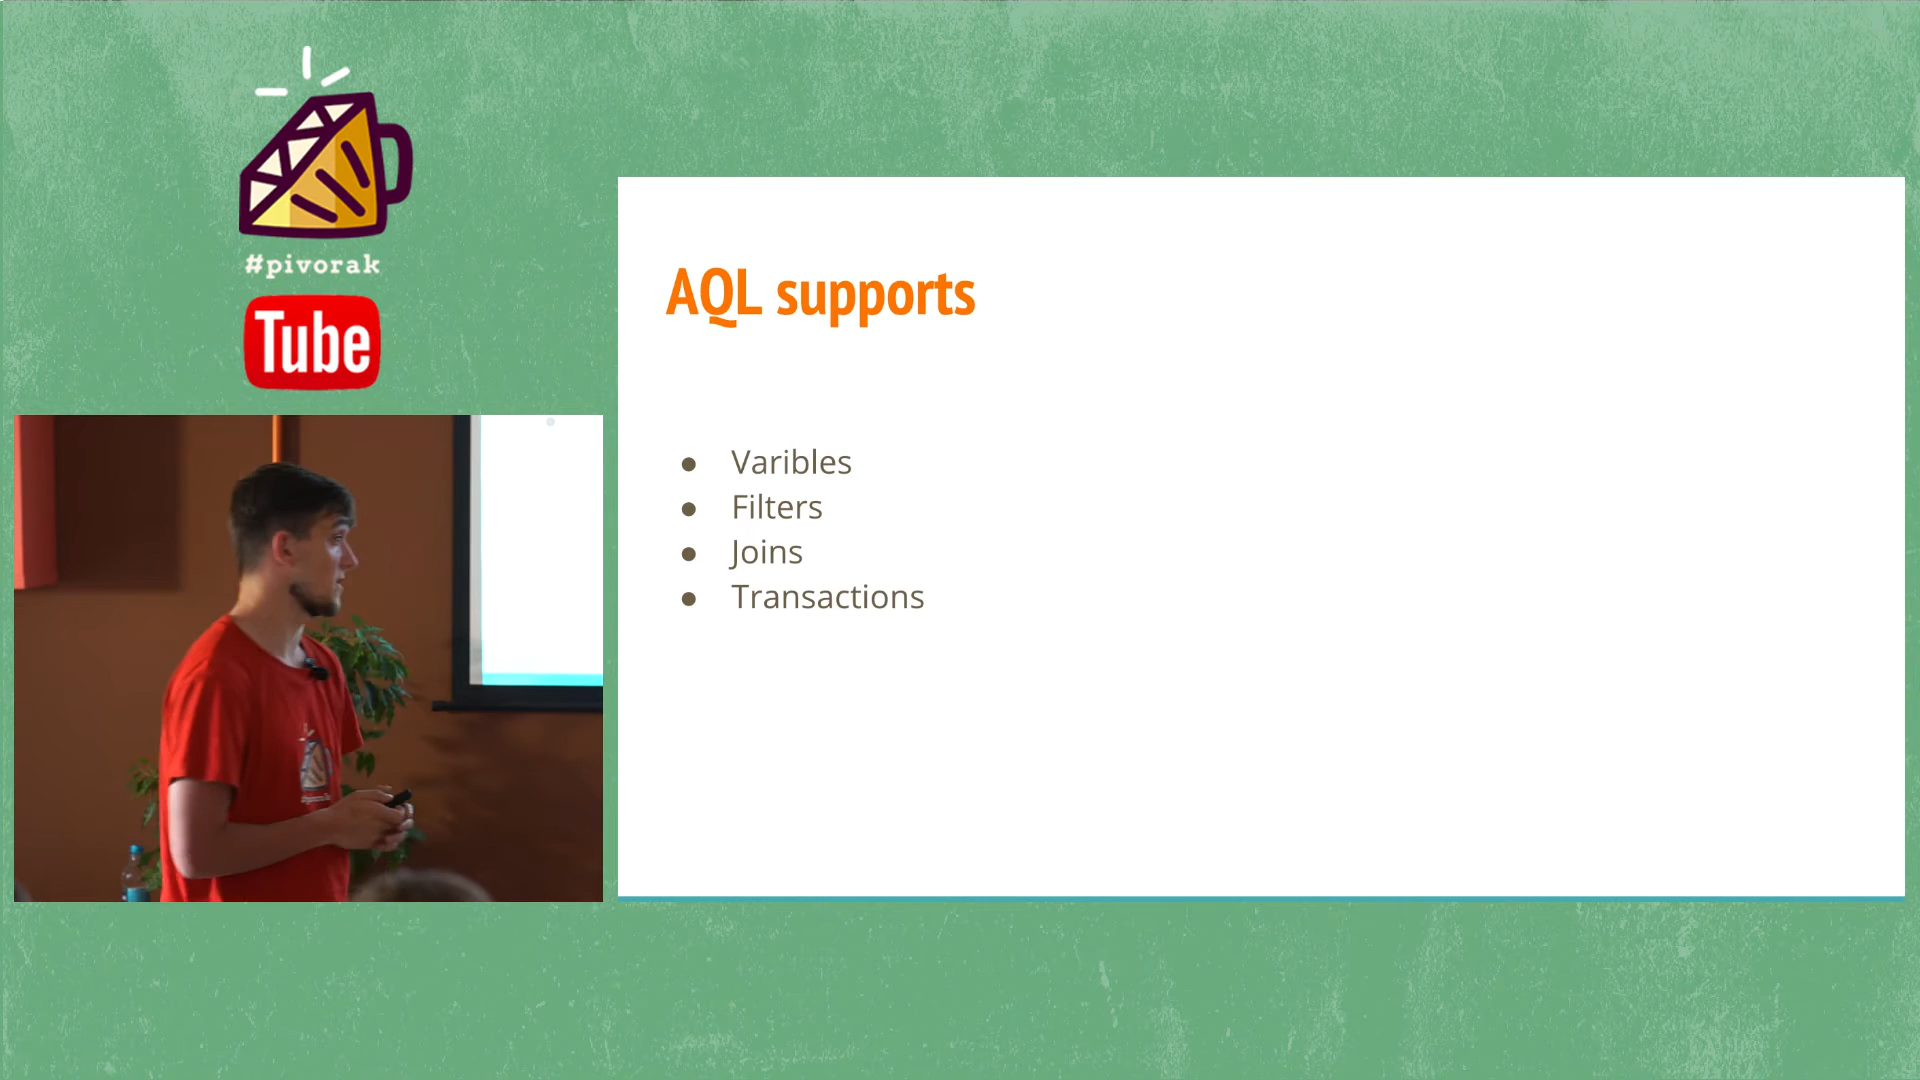 #pivorak
Tube
AQL supports
● Varibles
● Filters
● Joins
● Transactions